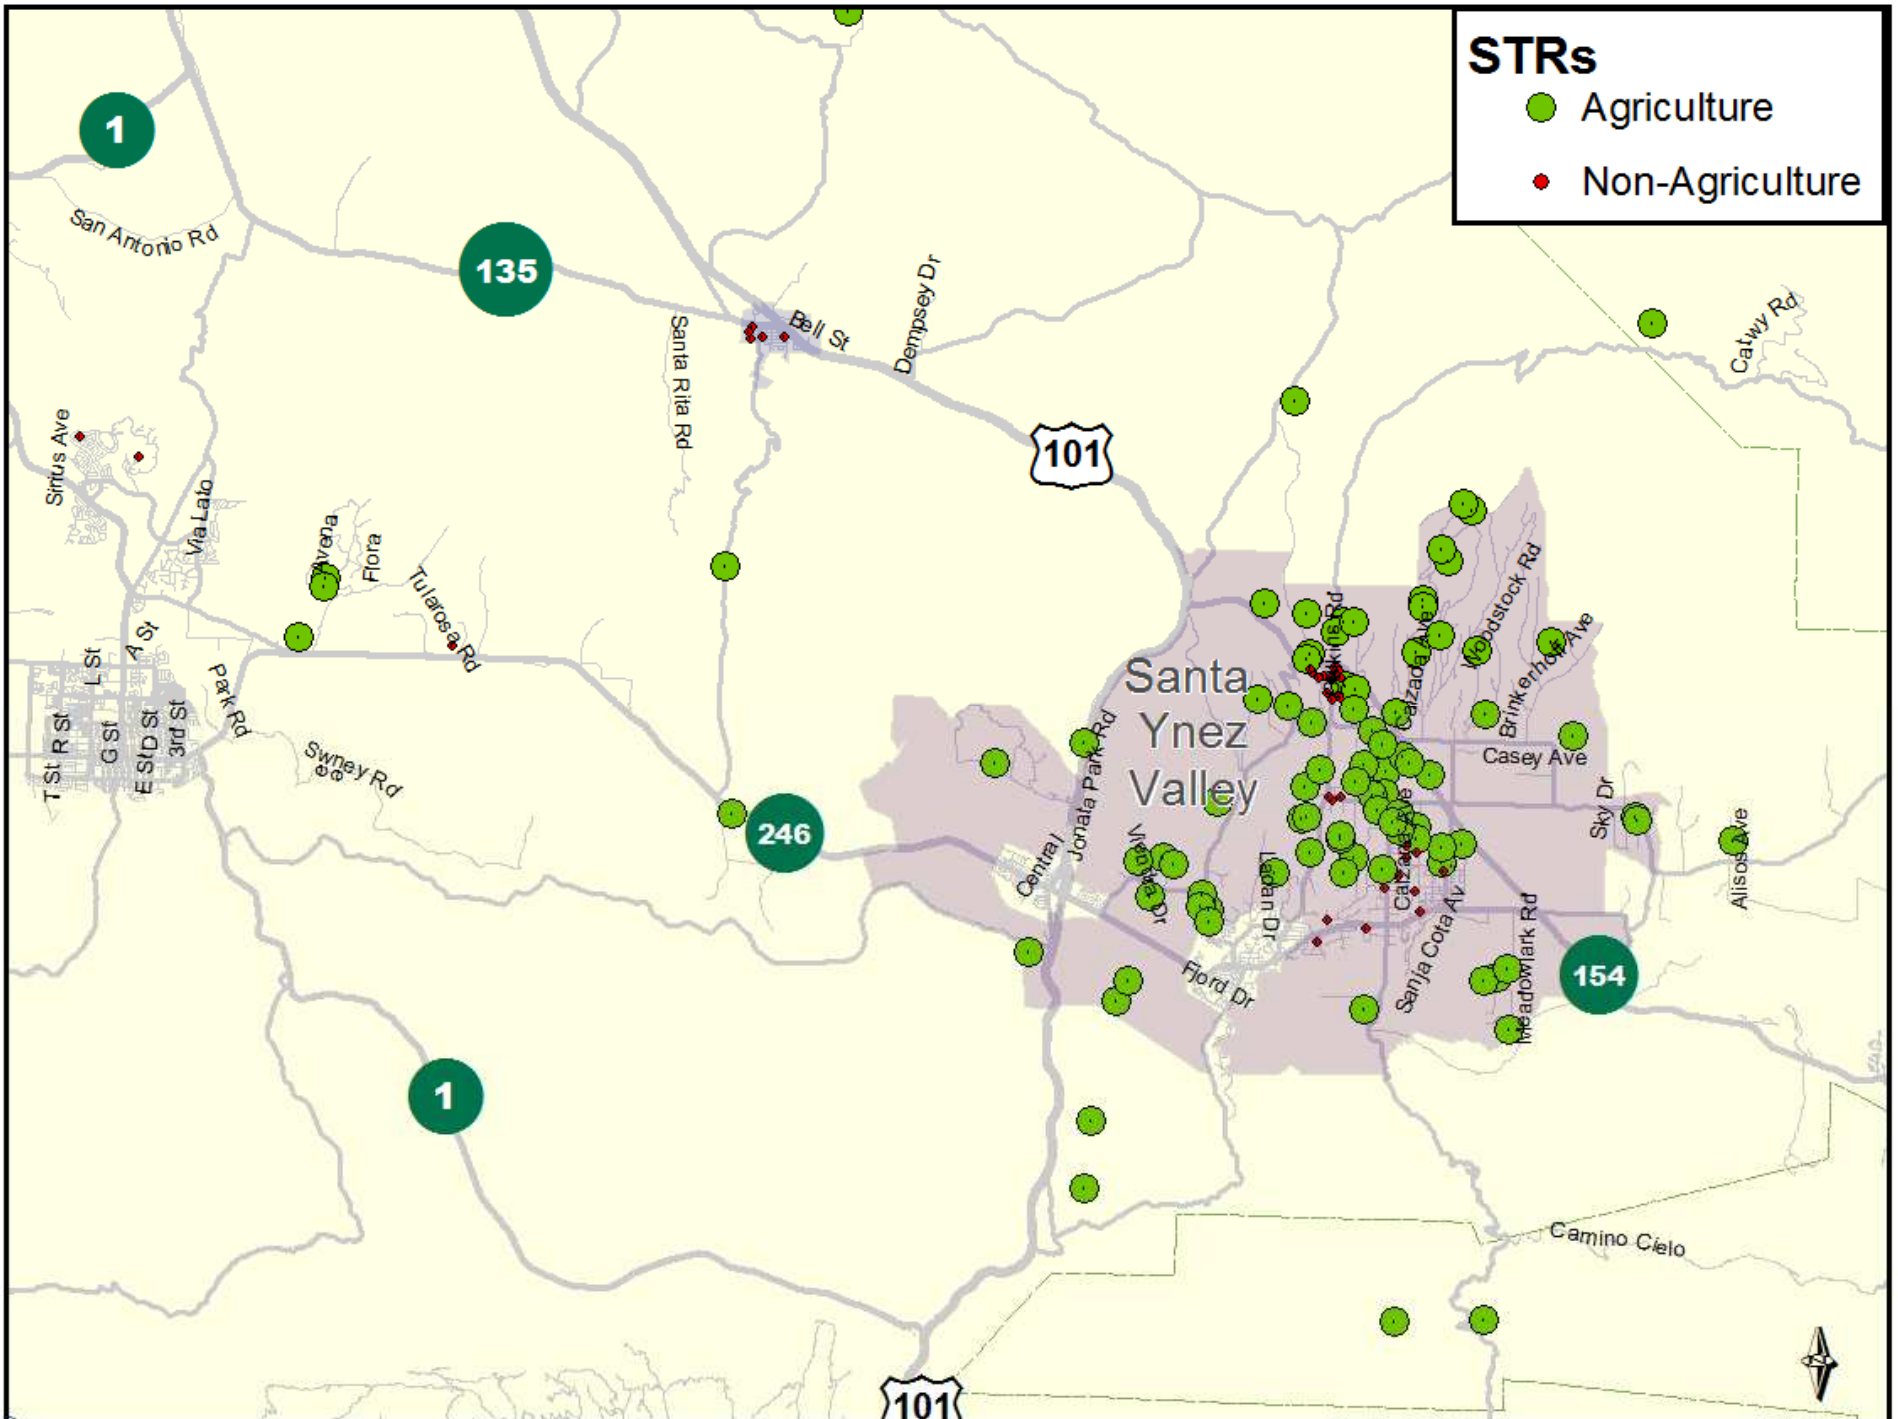 STRs
Agriculture
Non-Agriculture
1
San Antonio Rd
135
Bell St
Dempsey Dr
Santa Rita Rd
Catwy Rd
101
Sirius Ave
Via Lato
Avena
Flora
Tularosa Rd
A St
L St
Park Rd
T St
R St
G St
E St
D St
3rd St
Swney Rd
246
Santa
Ynez
Valley
Jonata Park Rd
Central
Calzada Ave
Woodstock Rd
Brinkerhoff Ave
Casey Ave
Sky Dr
Alisos Ave
Ladan Dr
Calzada Ave
Sanja Cota Av
Meadowlark Rd
Fjord Dr
154
1
Camino Cielo
101